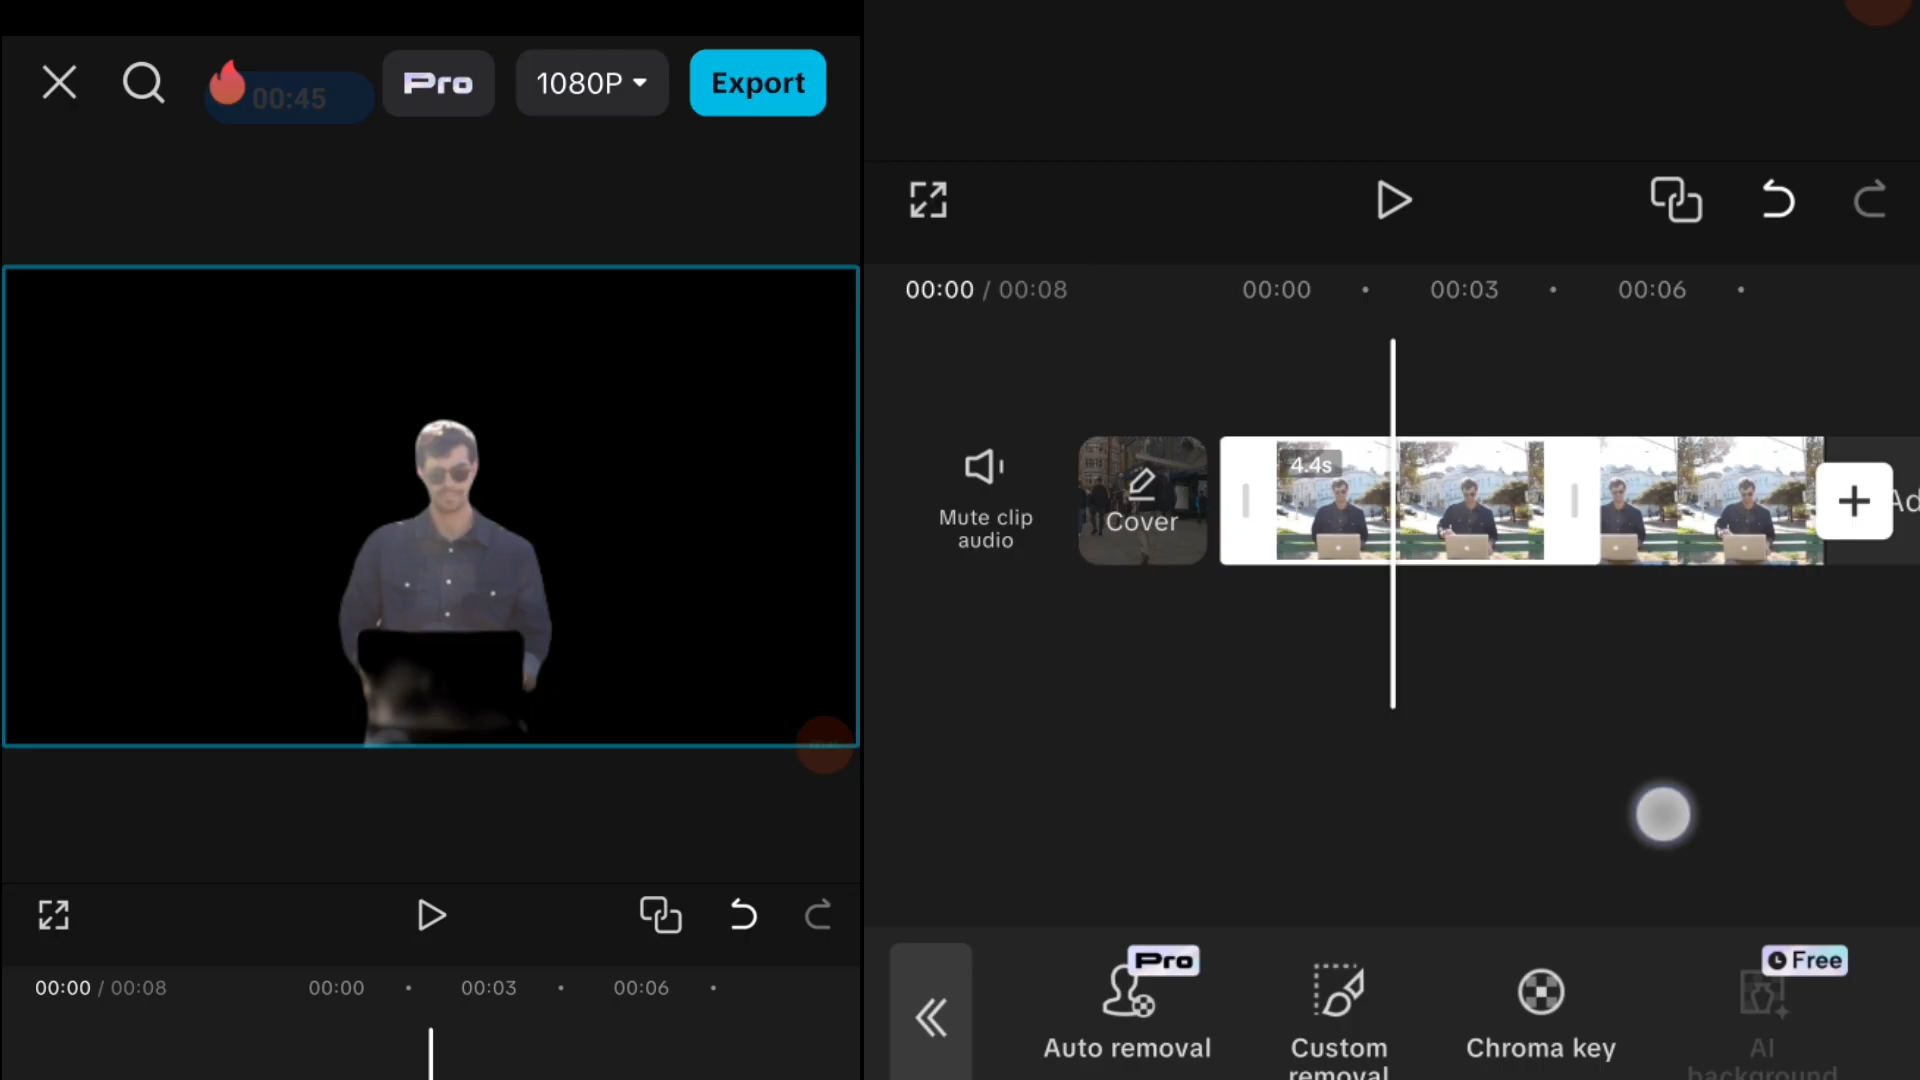 00:45
Pro
1080P
Export
00:00 / 00:08
00:00
00:03
00:06
00:00 / 00:08
00:00
00:03
00:06
Mute clip
audio
Cover
4.4s
Ad
Pro
Auto removal
Custom
removal
Chroma key
Free
AI
background